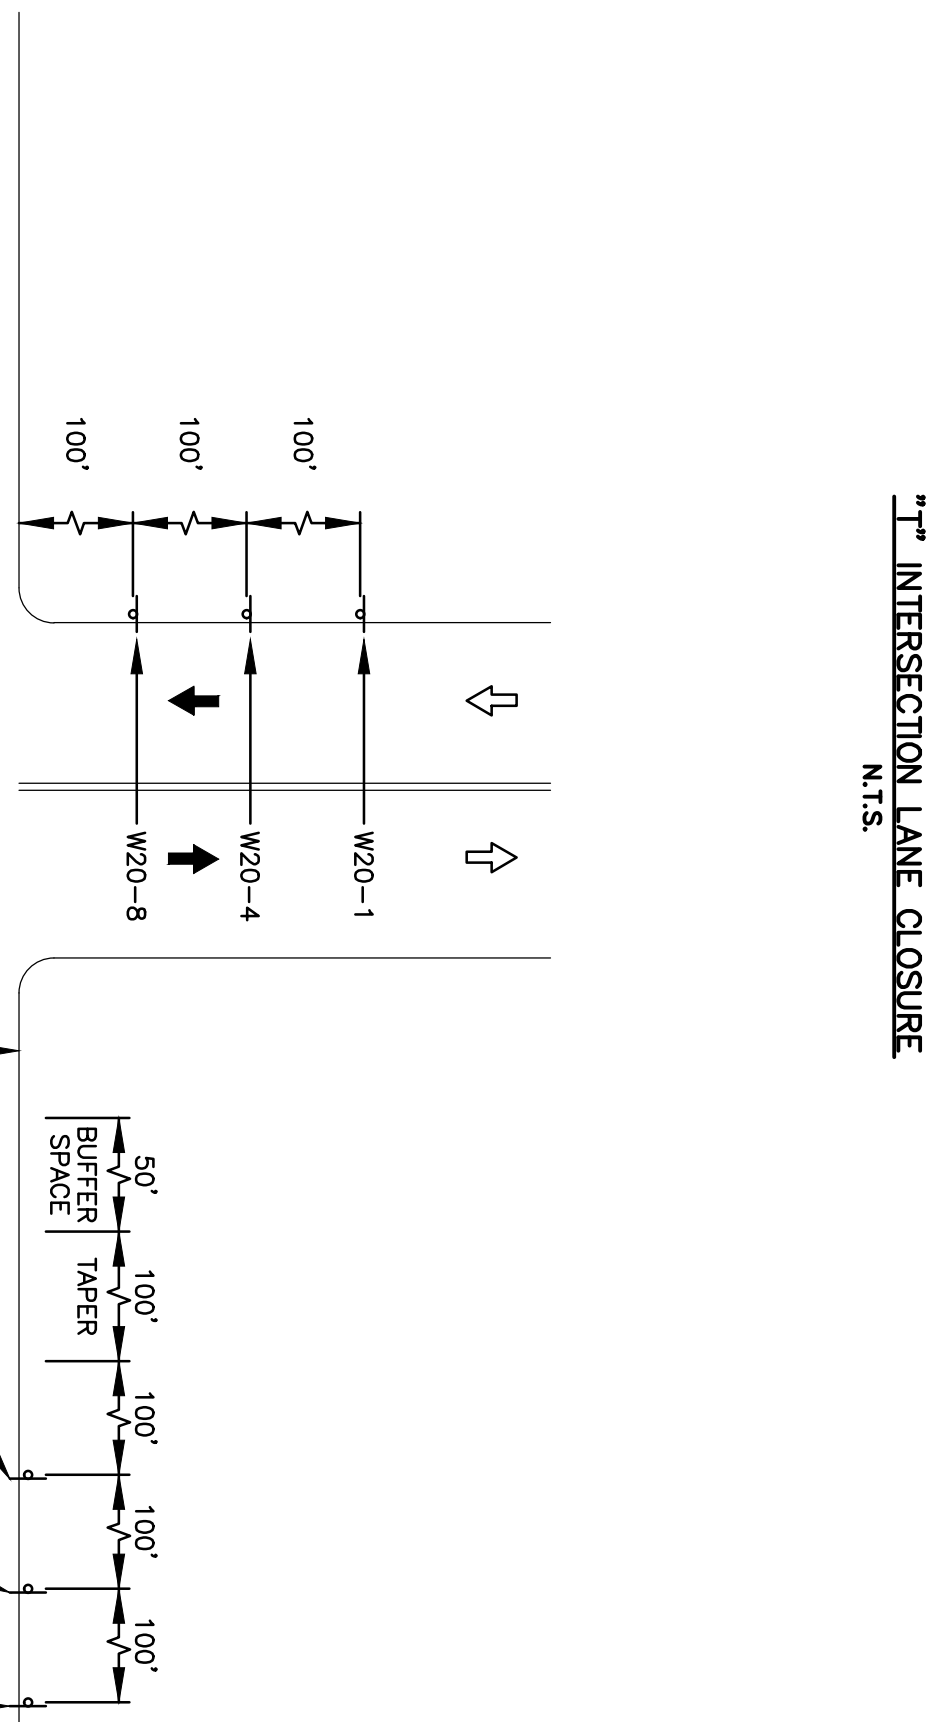 "T" INTERSECTION LANE CLOSURE
N.T.S.
100'
100'
100'
W20-1
W20-4
W20-8
50'
100'
100'
100'
100'
BUFFER
SPACE
TAPER